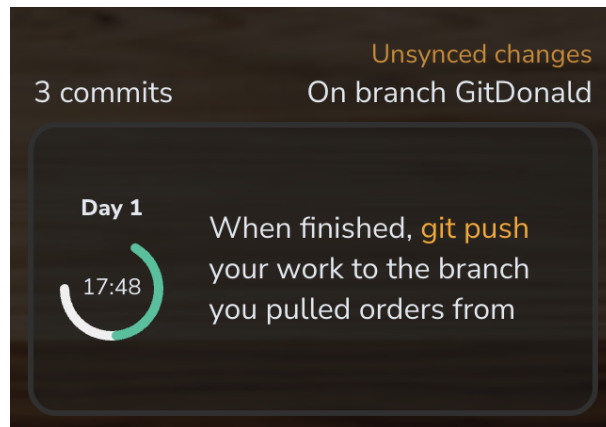 Unsynced changes
3 commits
On branch GitDonald
Day 1
17:48
When finished, git push
your work to the branch
you pulled orders from